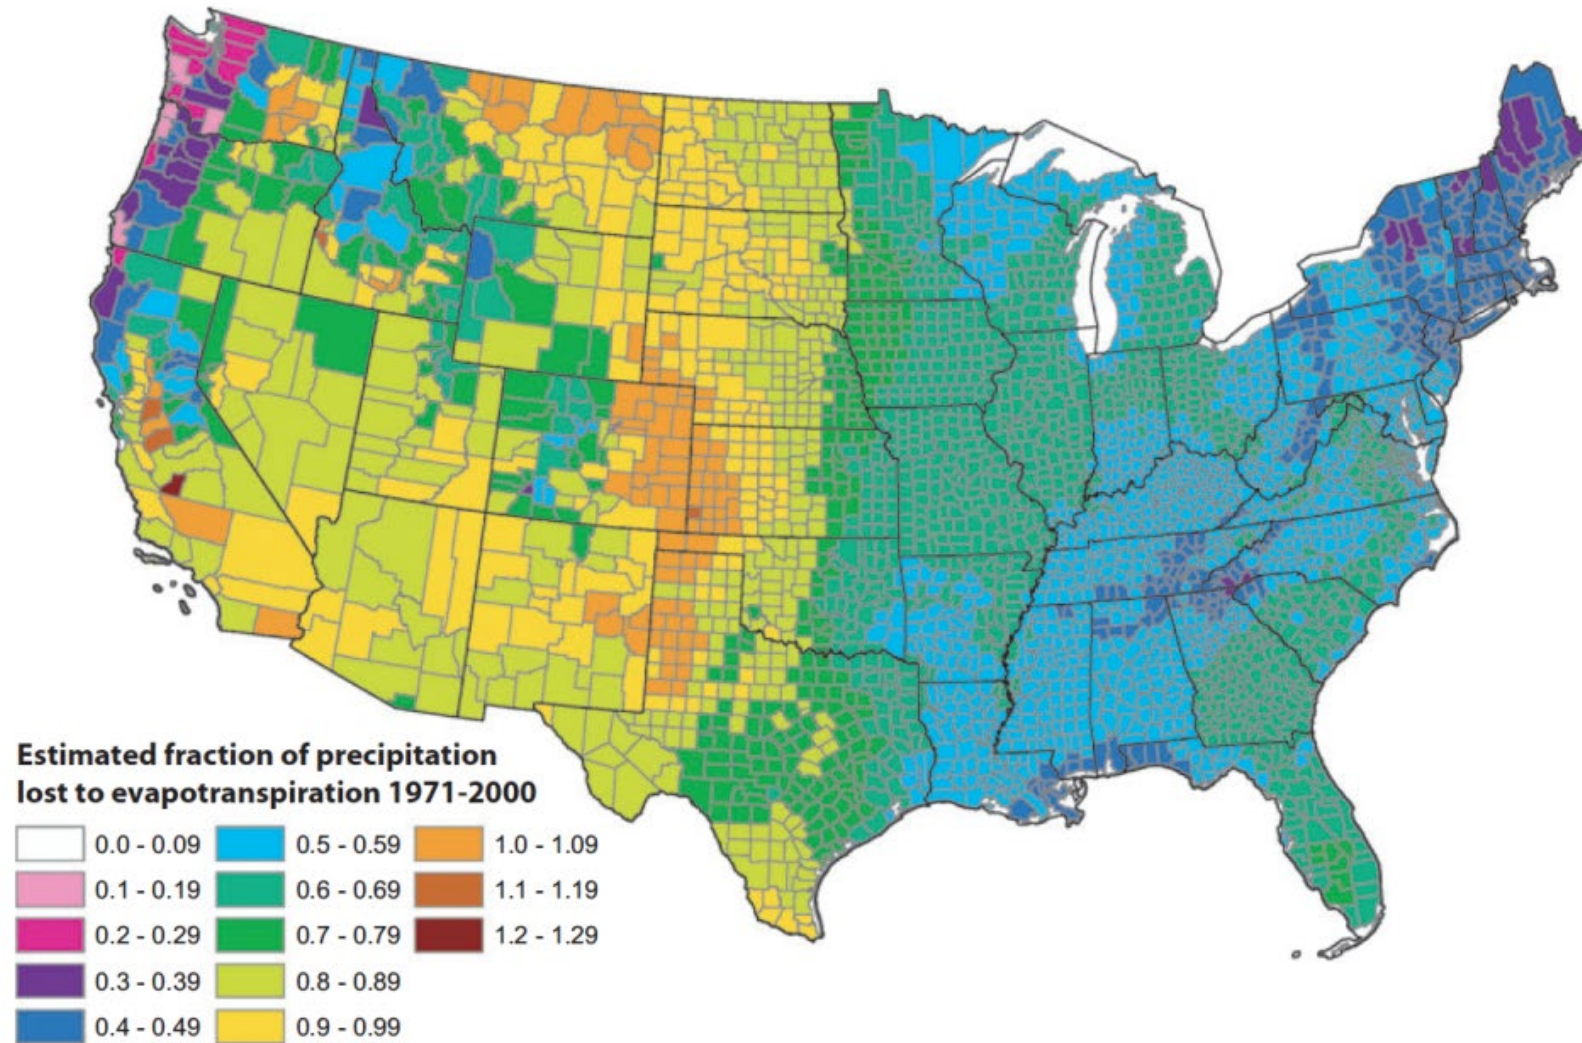 Estimated fraction of precipitation
lost to evapotranspiration 1971-2000
0.0 - 0.09
0.1 - 0.19
0.2 - 0.29
0.3 - 0.39
0.4 - 0.49
0.5 - 0.59
0.6 - 0.69
0.7 - 0.79
0.8 - 0.89
0.9 - 0.99
1.0 - 1.09
1.1 - 1.19
1.2 - 1.29